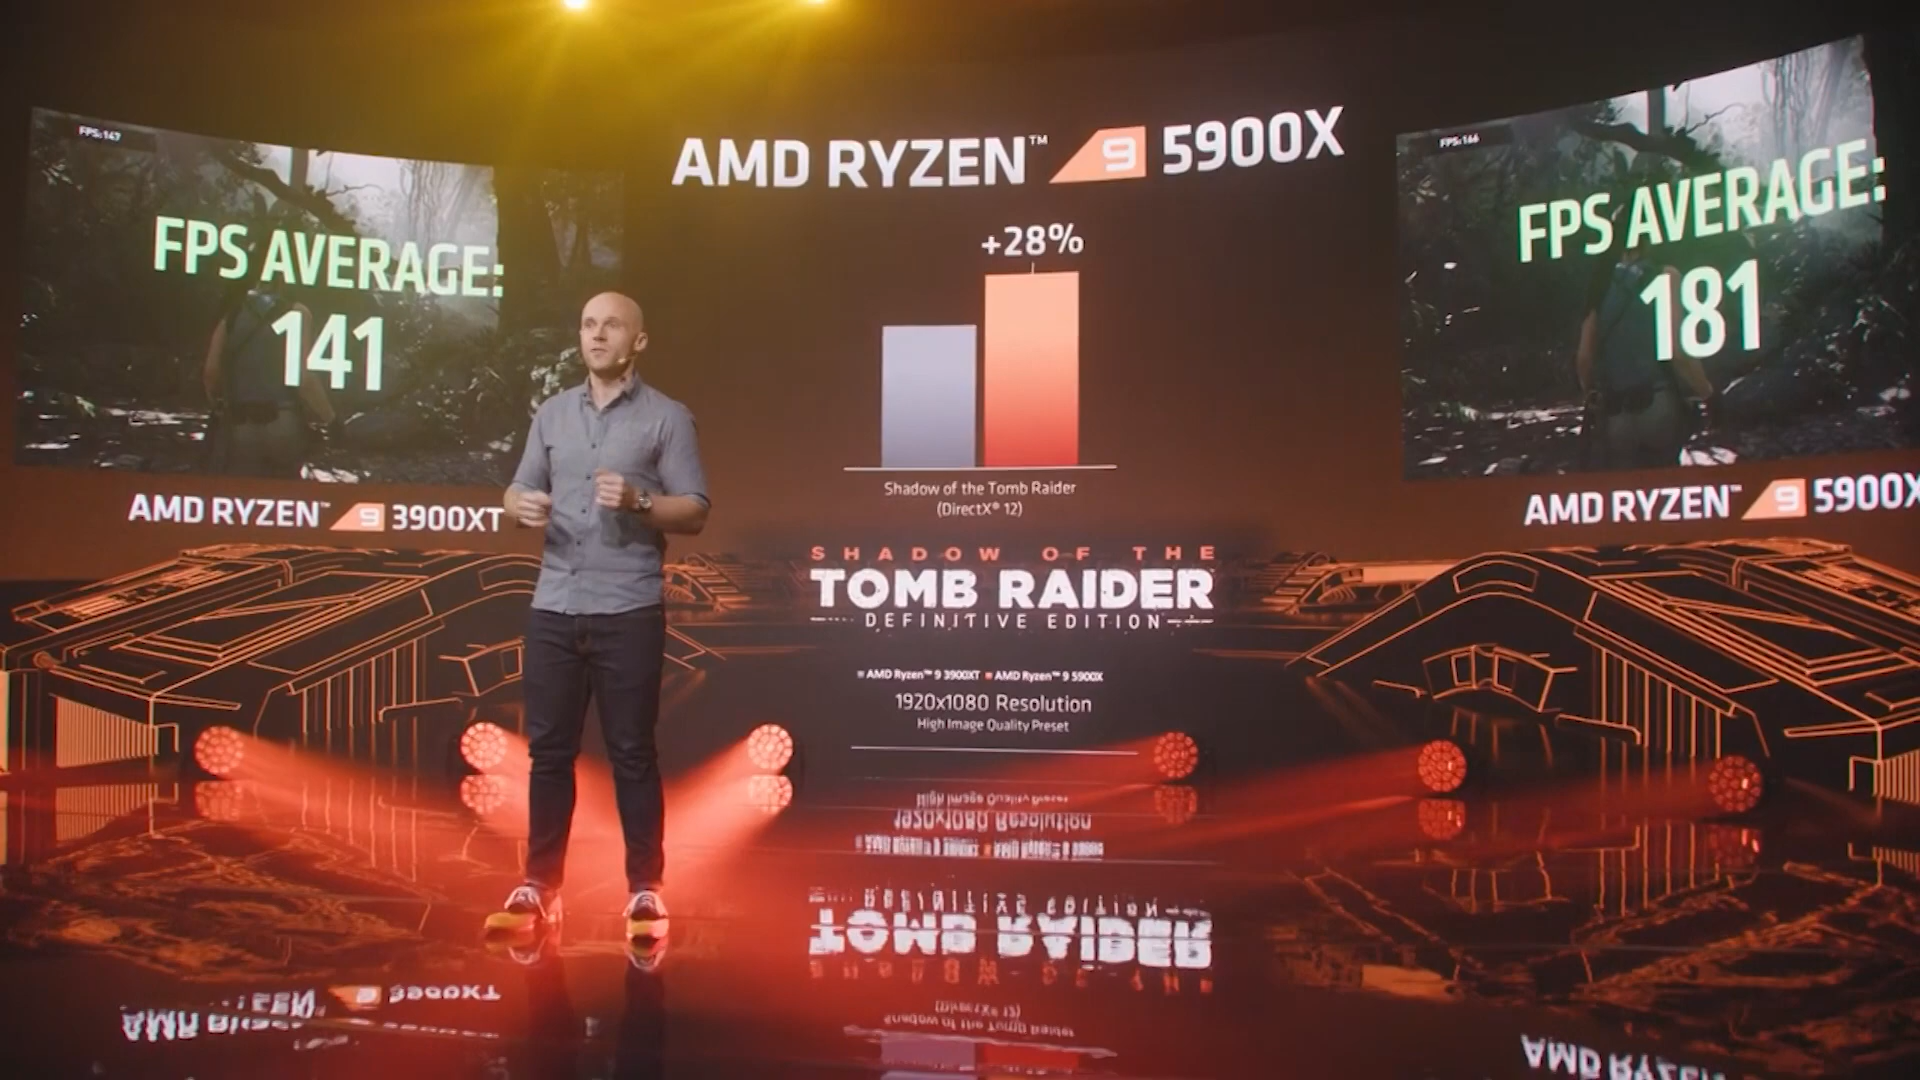 FPS:147
FPS AVERAGE:
141
AMD RYZEN™ 9 3900XT
AMD RYZEN™ 9 5900X
+28%
Shadow of the Tomb Raider
(DirectX® 12)
SHADOW OF THE
TOMB RAIDER
DEFINITIVE EDITION
AMD Ryzen™ 9 3900XT AMD Ryzen™ 9 5900X
1920x1080 Resolution
High Image Quality Preset
FPS:166
FPS AVERAGE:
181
AMD RYZEN™ 9 5900X